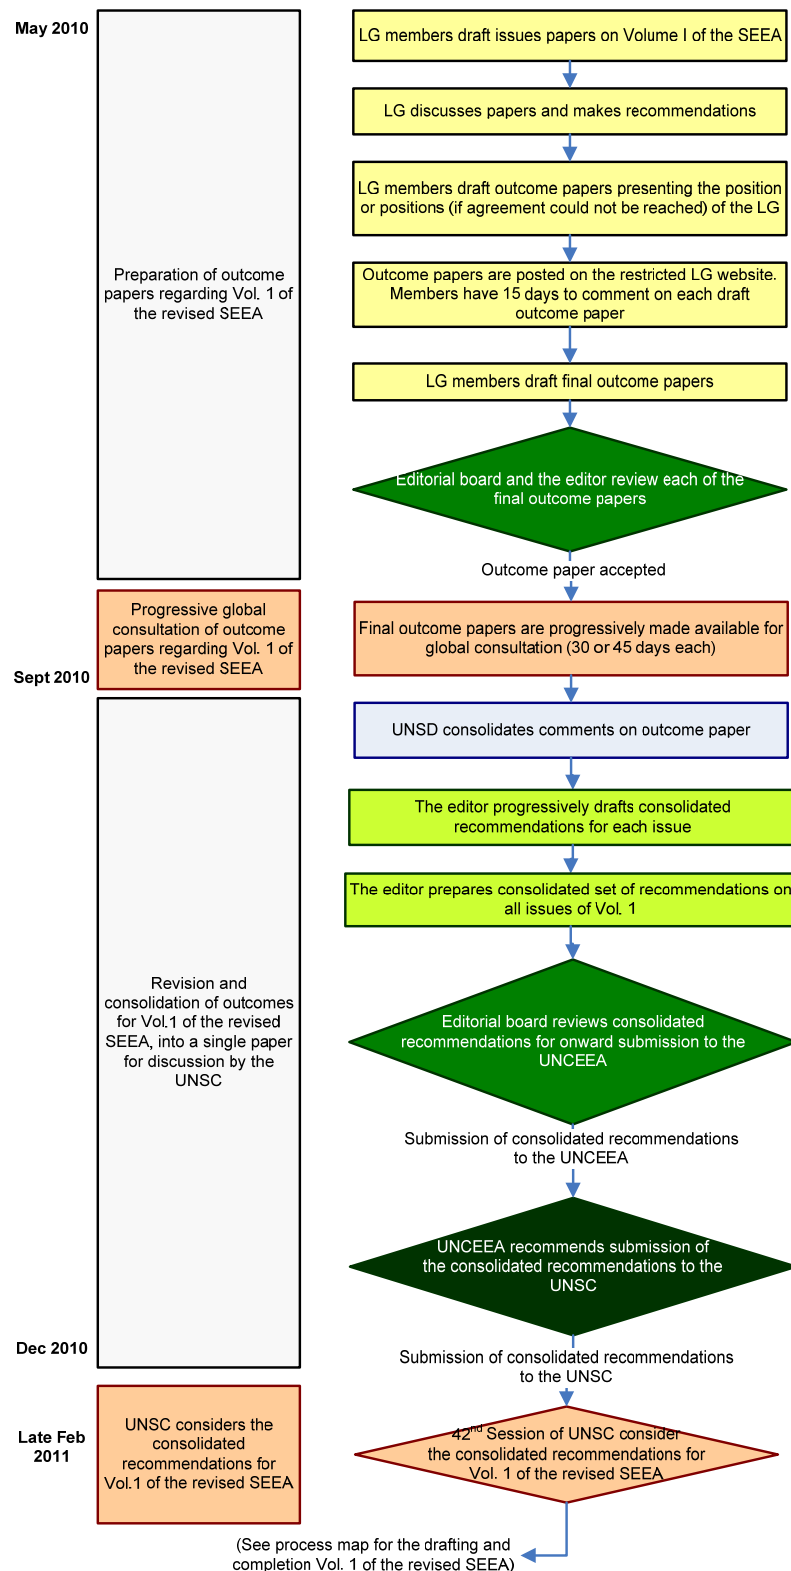 May 2010
LG members draft issues papers on Volume I of the SEEA
LG discusses papers and makes recommendations
LG members draft outcome papers presenting the position
or positions (if agreement could not be reached) of the LG
Preparation of outcome
papers regarding Vol. 1 of
the revised SEEA
Outcome papers are posted on the restricted LG website.
Members have 15 days to comment on each draft
outcome paper
LG members draft final outcome papers
Editorial board and the editor review each of the
final outcome papers
Outcome paper accepted
Progressive global
consultation of outcome
papers regarding Vol. 1 of
the revised SEEA
Final outcome papers are progressively made available for
global consultation (30 or 45 days each)
Sept 2010
UNSD consolidates comments on outcome paper
The editor progressively drafts consolidated
recommendations for each issue
The editor prepares consolidated set of recommendations on
all issues of Vol. 1
Revision and
consolidation of outcomes
for Vol.1 of the revised
SEEA, into a single paper
for discussion by the
UNSC
Editorial board reviews consolidated
recommendations for onward submission to the
UNCEEA
Submission of consolidated recommendations
to the UNCEEA
UNCEEA recommends submission of
the consolidated recommendations to the
UNSC
Dec 2010
Submission of consolidated recommendations
to the UNSC
Late Feb
2011
UNSC considers the
consolidated
recommendations for
Vol.1 of the revised SEEA
42nd Session of UNSC consider
the consolidated recommendations for
Vol. 1 of the revised SEEA
(See process map for the drafting and
completion Vol. 1 of the revised SEEA)